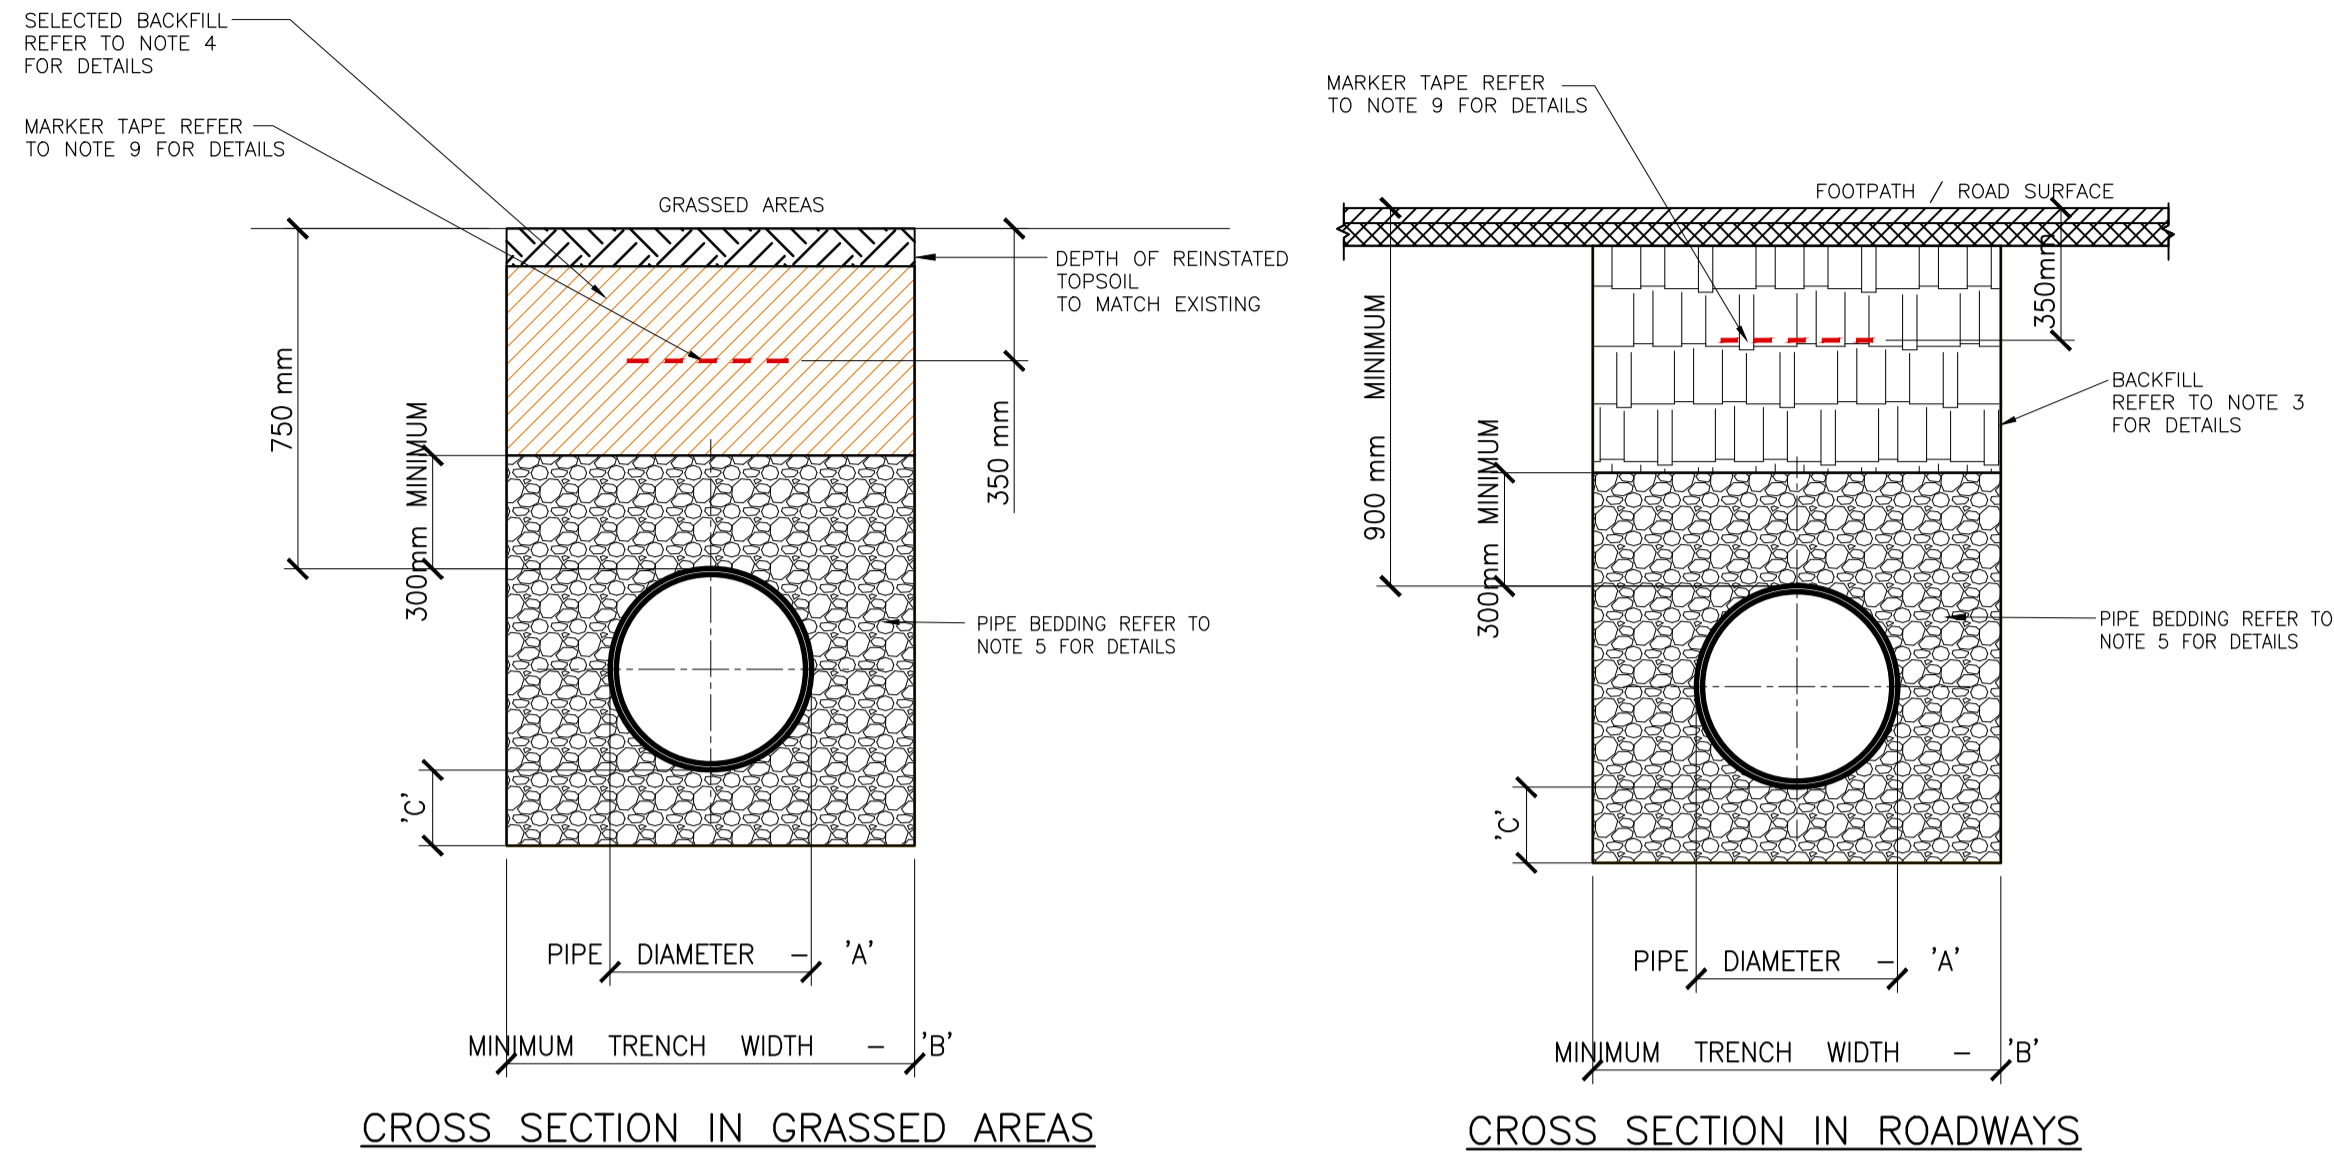 SELECTED BACKFILL
REFER TO NOTE 4
FOR DETAILS
MARKER TAPE REFER
TO NOTE 9 FOR DETAILS
GRASSED AREAS
DEPTH OF REINSTATED
TOPSOIL
TO MATCH EXISTING
750 mm
300mm MINIMUM
350 mm
PIPE BEDDING REFER TO
NOTE 5 FOR DETAILS
'C'
PIPE DIAMETER - 'A'
MINIMUM TRENCH WIDTH - 'B'
CROSS SECTION IN GRASSED AREAS
MARKER TAPE REFER
TO NOTE 9 FOR DETAILS
FOOTPATH / ROAD SURFACE
350mm
900 mm MINIMUM
300mm MINIMUM
BACKFILL
REFER TO NOTE 3
FOR DETAILS
PIPE BEDDING REFER TO
NOTE 5 FOR DETAILS
'C'
PIPE DIAMETER - 'A'
MINIMUM TRENCH WIDTH - 'B'
CROSS SECTION IN ROADWAYS